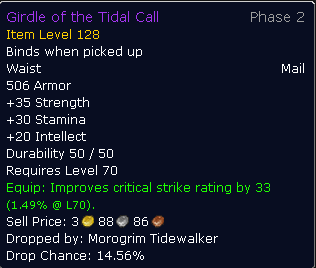 Girdle of the Tidal Call Phase 2
Item Level 128
Binds when picked up
Waist Mail
506 Armor
+35 Strength
+30 Stamina
+20 Intellect
Durability 50 / 50
Requires Level 70
Equip: Improves critical strike rating by 33
(1.49% @ L70).
Sell Price: 3 88 86
Dropped by: Morogrim Tidewalker
Drop Chance: 14.56%